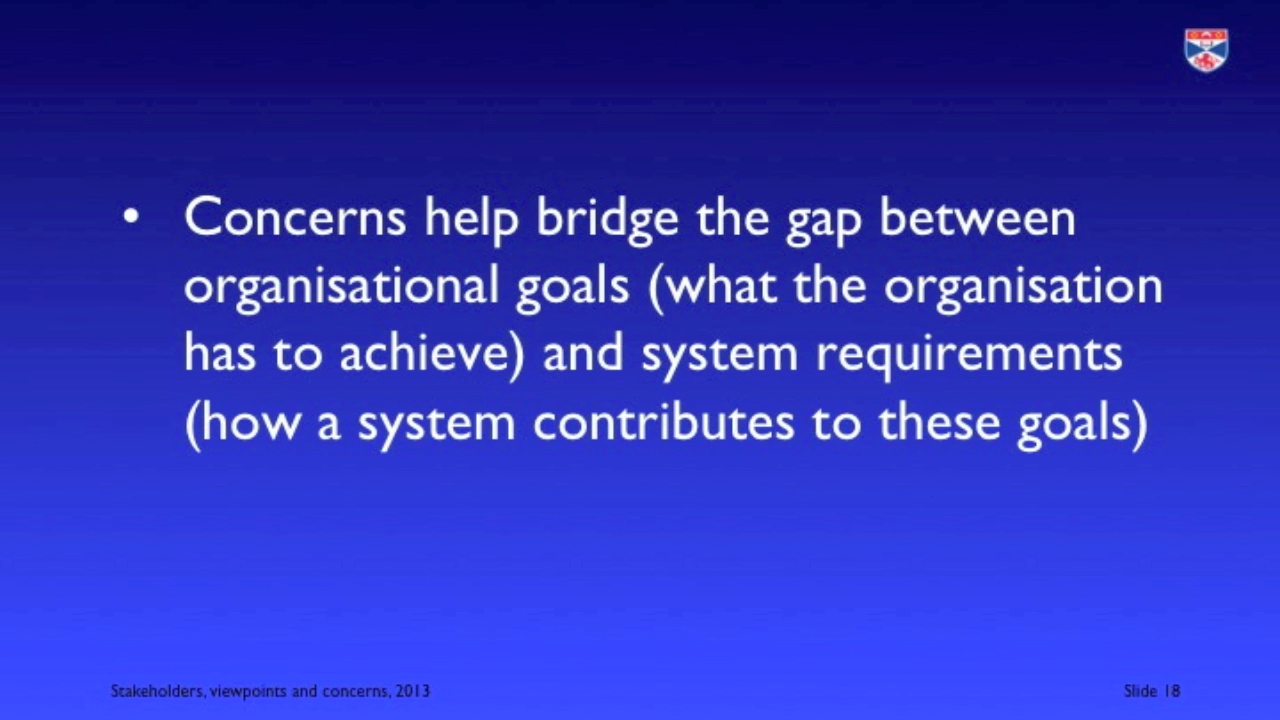 • Concerns help bridge the gap between
organisational goals (what the organisation
has to achieve) and system requirements
(how a system contributes to these goals)
Stakeholders, viewpoints and concerns, 2013
Slide 18